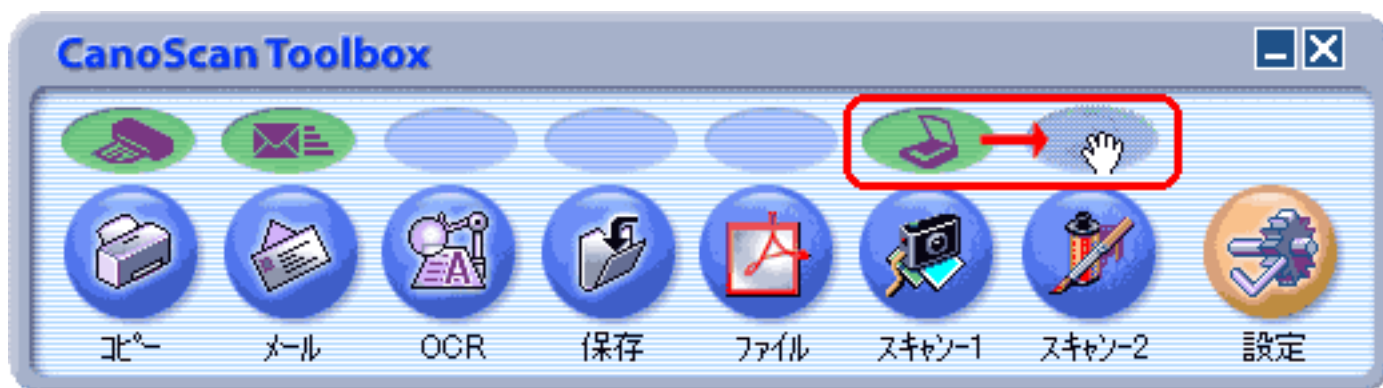 CanoScan Toolbox
ｺﾋﾟｰ ﾒｰﾙ OCR 保存 ﾌｧｲﾙ ｽｷｬﾝ-1 ｽｷｬﾝ-2 設定